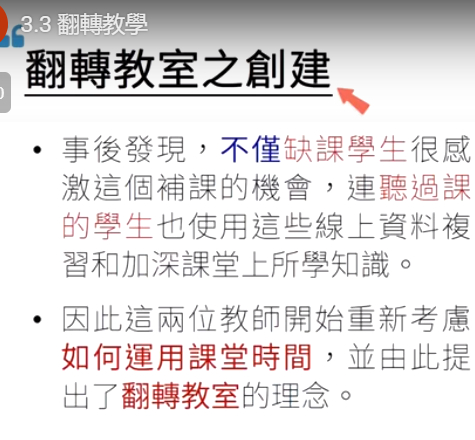 3.3 翻轉教學
翻轉教室之創建
• 事後發現，不僅缺課學生很感
激這個補課的機會，連聽過課
的學生也使用這些線上資料複
習和加深課堂上所學知識。
• 因此這兩位教師開始重新考慮
如何運用課堂時間，並由此提
出了翻轉教室的理念。